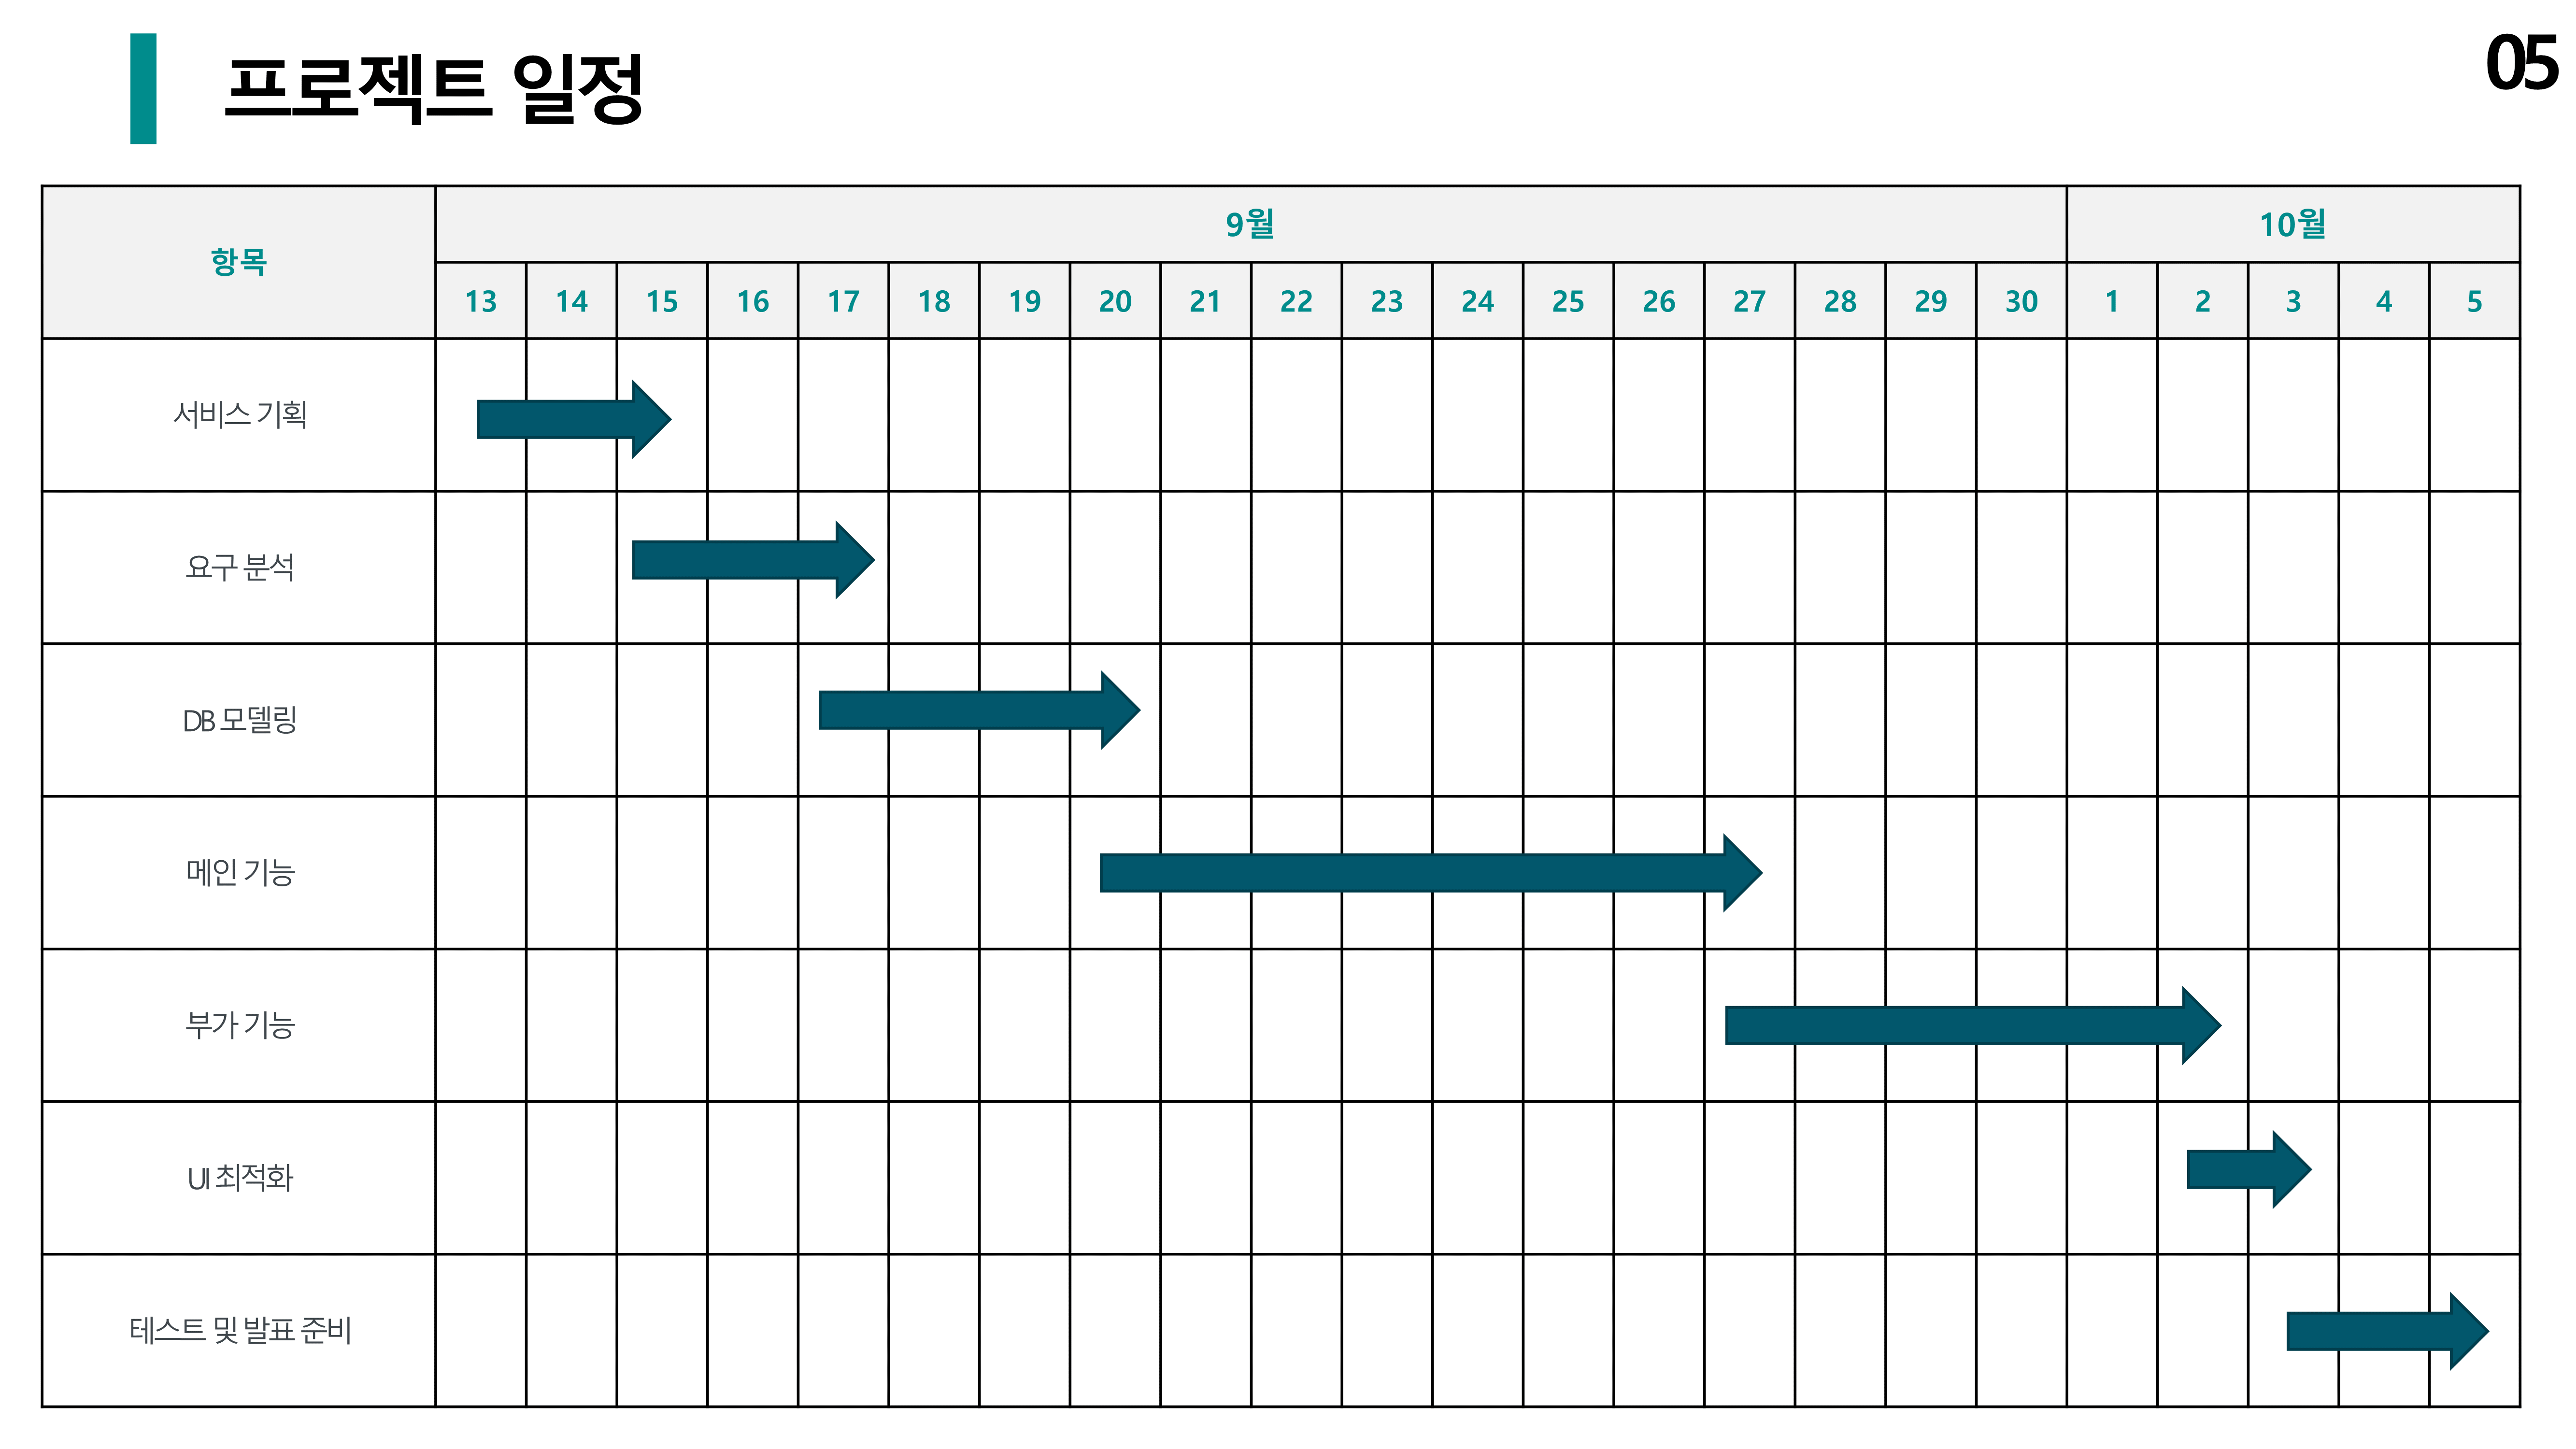 프로젝트 일정
05
항목
9월
10월
13 14 15 16 17 18 19 20 21 22 23 24 25 26 27 28 29 30 1 2 3 4 5
서비스 기획
요구 분석
DB 모델링
메인 기능
부가 기능
UI 최적화
테스트 및 발표 준비